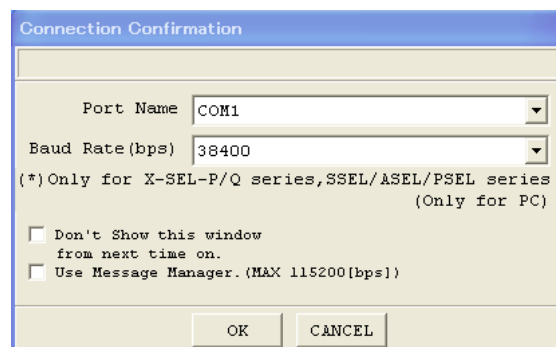 Connection Confirmation
Port Name COM1
Baud Rate(bps) 38400
(*)Only for X-SEL-P/Q series,SSEL/ASEL/PSEL series
(Only for PC)
Don't Show this window
from next time on.
Use Message Manager.(MAX 115200[bps])
OK CANCEL